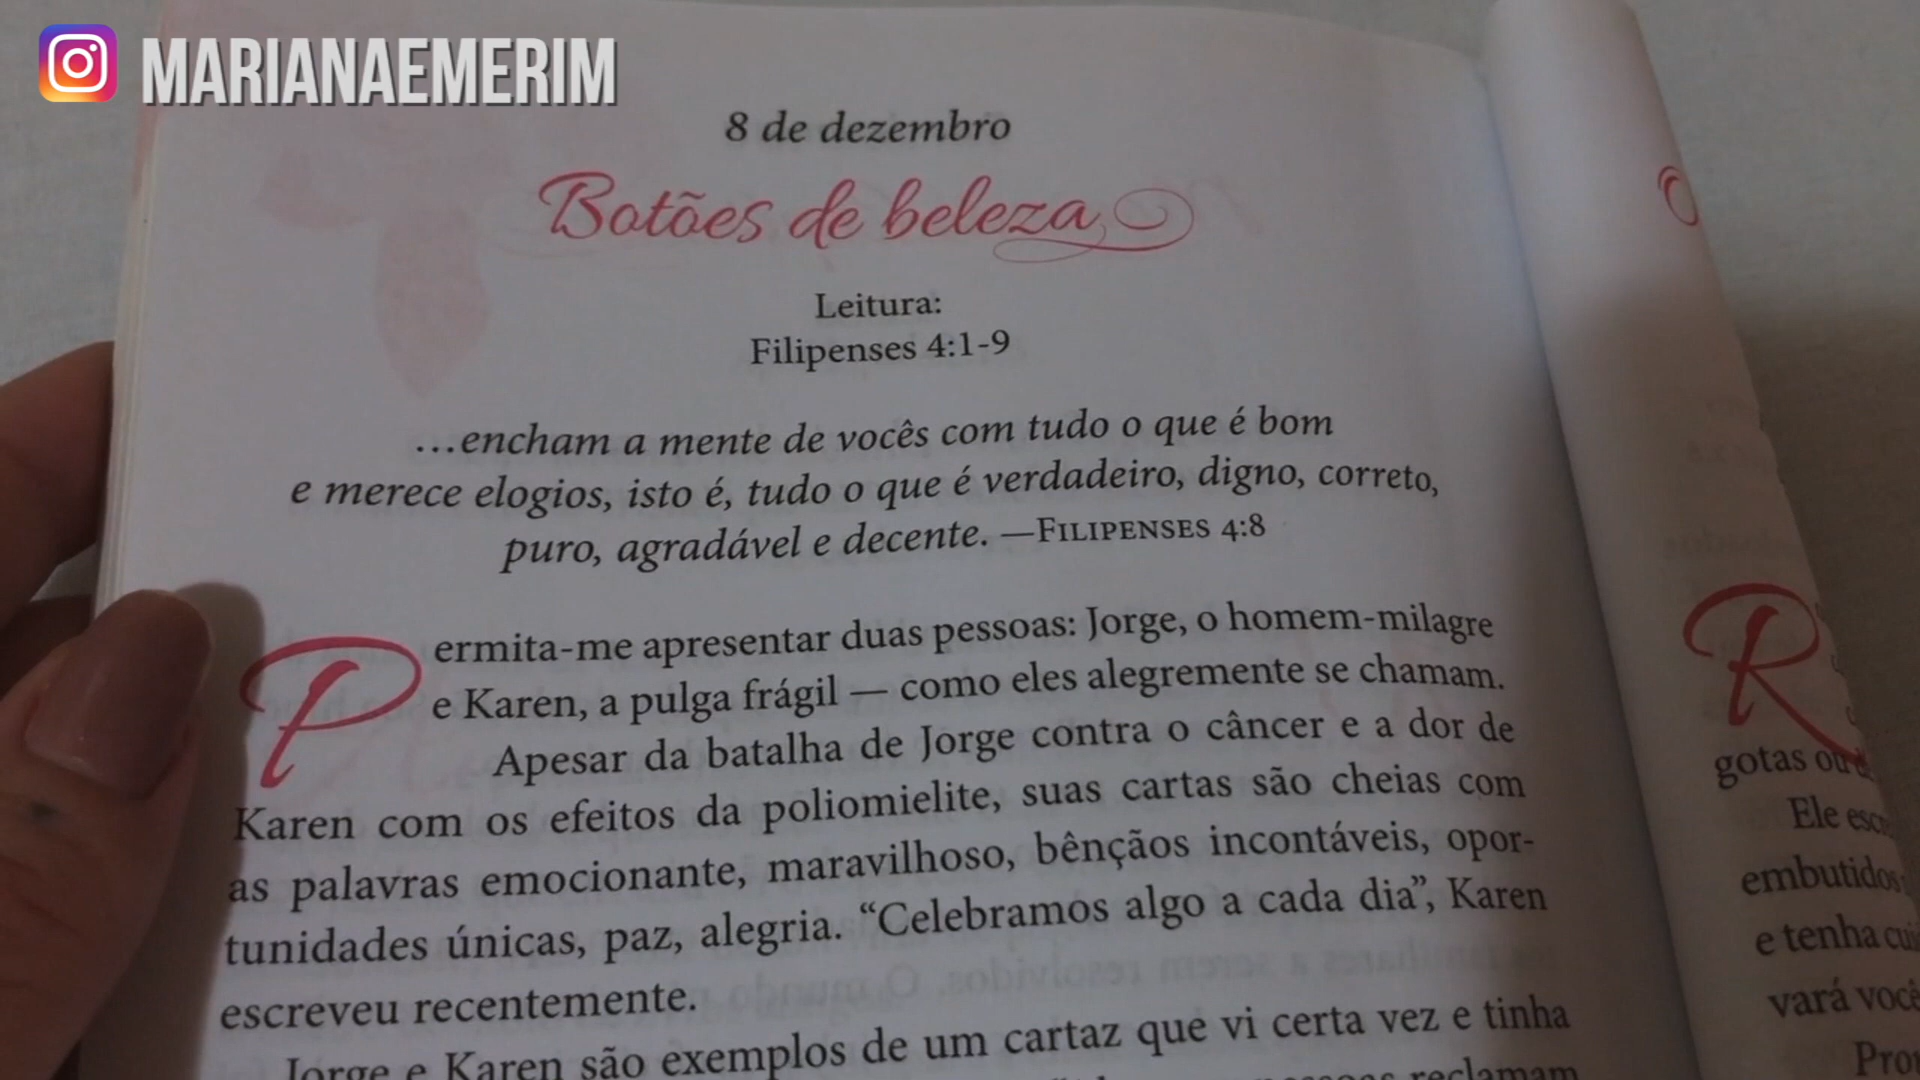 MARIANAEMERIM
8 de dezembro
Botões de beleza
Leitura:
Filipenses 4:1-9
...encham a mente de vocês com tudo o que é bom
e merece elogios, isto é, tudo o que é verdadeiro, digno, correto,
puro, agradável e decente. —FILIPENSES 4:8
Permita-me apresentar duas pessoas: Jorge, o homem-milagre
e Karen, a pulga frágil — como eles alegremente se chamam.
Apesar da batalha de Jorge contra o câncer e a dor de
Karen com os efeitos da poliomielite, suas cartas são cheias com
as palavras emocionante, maravilhoso, bênçãos incontáveis, opor-
tunidades únicas, paz, alegria. “Celebramos algo a cada dia”, Karen
escreveu recentemente.
Jorge e Karen são exemplos de um cartaz que vi certa vez e tinha
reclamam
R
gotas
Ele
embutidos
e tenha
vará você